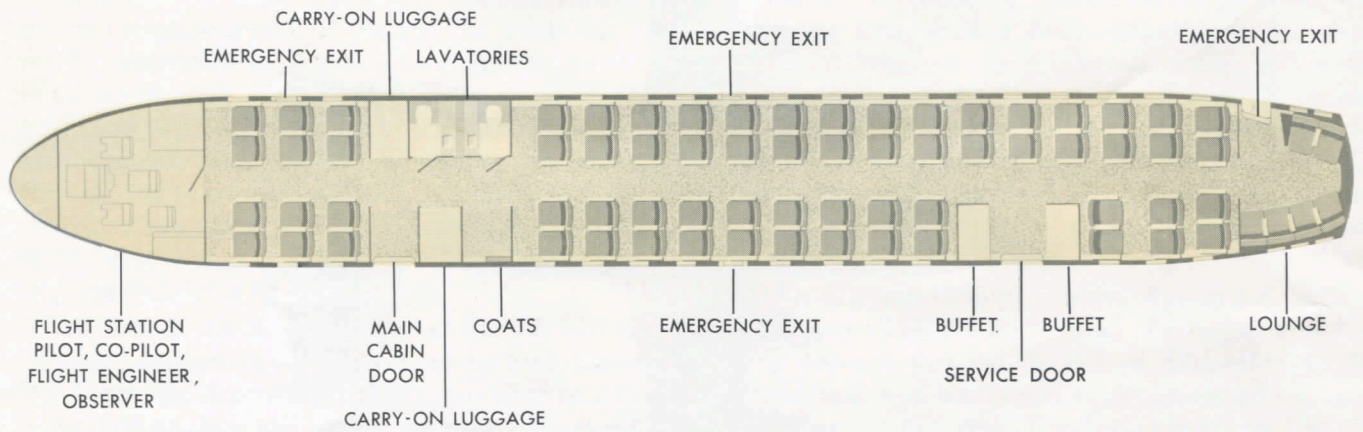 CARRY-ON LUGGAGE
EMERGENCY EXIT
LAVATORIES
EMERGENCY EXIT
EMERGENCY EXIT
FLIGHT STATION
PILOT, CO-PILOT,
FLIGHT ENGINEER,
OBSERVER
MAIN
CABIN
DOOR
CARRY-ON LUGGAGE
COATS
EMERGENCY EXIT
BUFFET.
BUFFET
SERVICE DOOR
LOUNGE